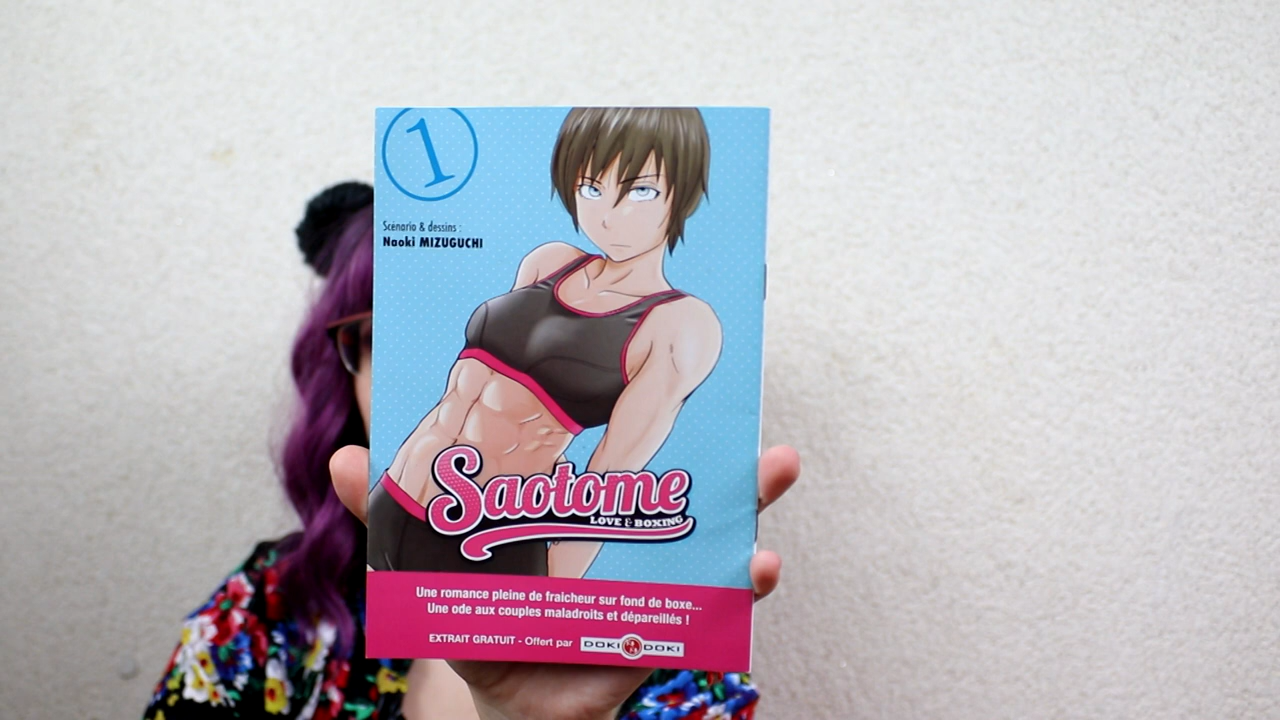 1
Scénario & dessins :
Naoki MIZUGUCHI
Saotome
LOVE & BOXING
Une romance pleine de fraicheur sur fond de boxe...
Une ode aux couples maladroits et dépareillés !
EXTRAIT GRATUIT - Offert par DOKI DOKI